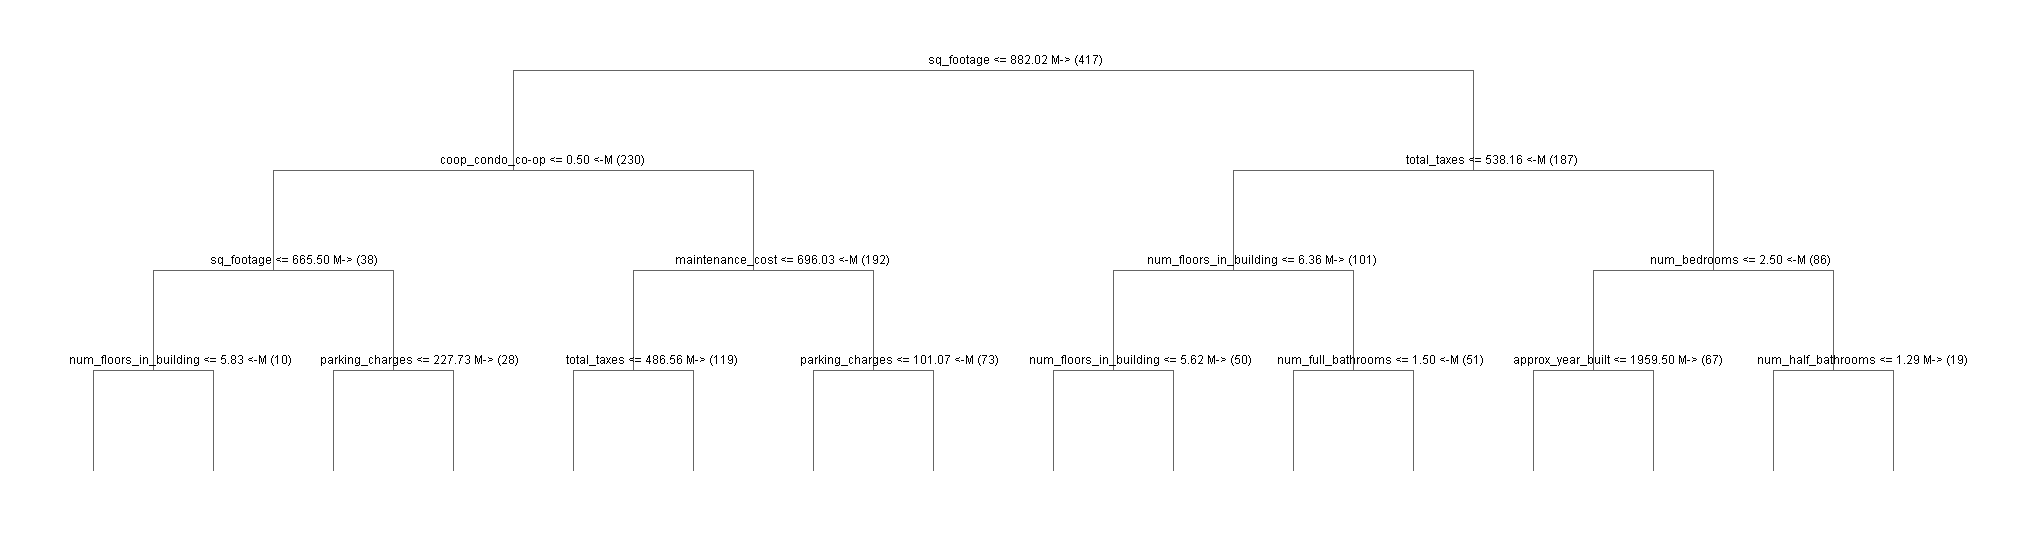 sq_footage <= 882.02 M-> (417)
coop_condo_co-op <= 0.50 <-M (230)
total_taxes <= 538.16 <-M (187)
sq_footage <= 665.50 M-> (38)
maintenance_cost <= 696.03 <-M (192)
num_floors_in_building <= 6.36 M-> (101)
num_bedrooms <= 2.50 <-M (86)
num_floors_in_building <= 5.83 <-M (10)
parking_charges <= 227.73 M-> (28)
total_taxes <= 486.56 M-> (119)
parking_charges <= 101.07 <-M (73)
num_floors_in_building <= 5.62 M-> (50)
num_full_bathrooms <= 1.50 <-M (51)
approx_year_built <= 1959.50 M-> (67)
num_half_bathrooms <= 1.29 M-> (19)